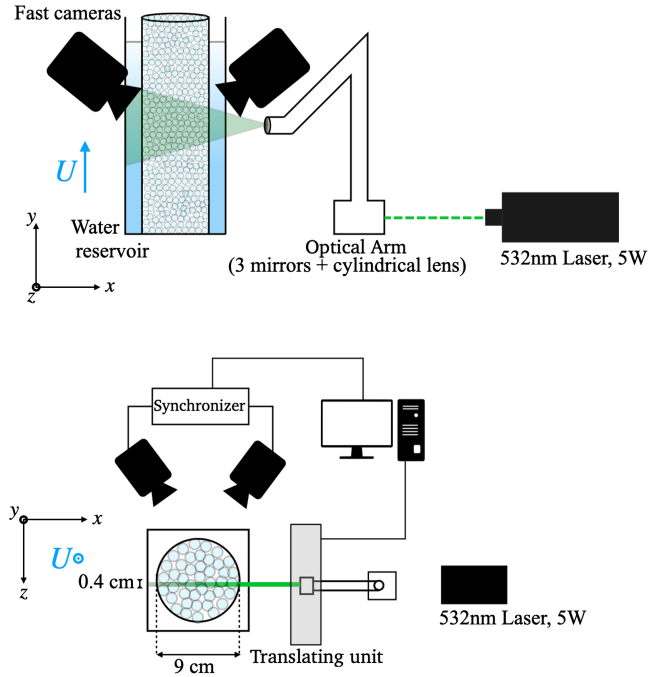 Fast cameras
U
y
Water
reservoir
z
x
Optical Arm
(3 mirrors + cylindrical lens)
532nm Laser, 5W
Synchronizer
y
x
U
z
0.4 cm
532nm Laser, 5W
Translating unit
9 cm